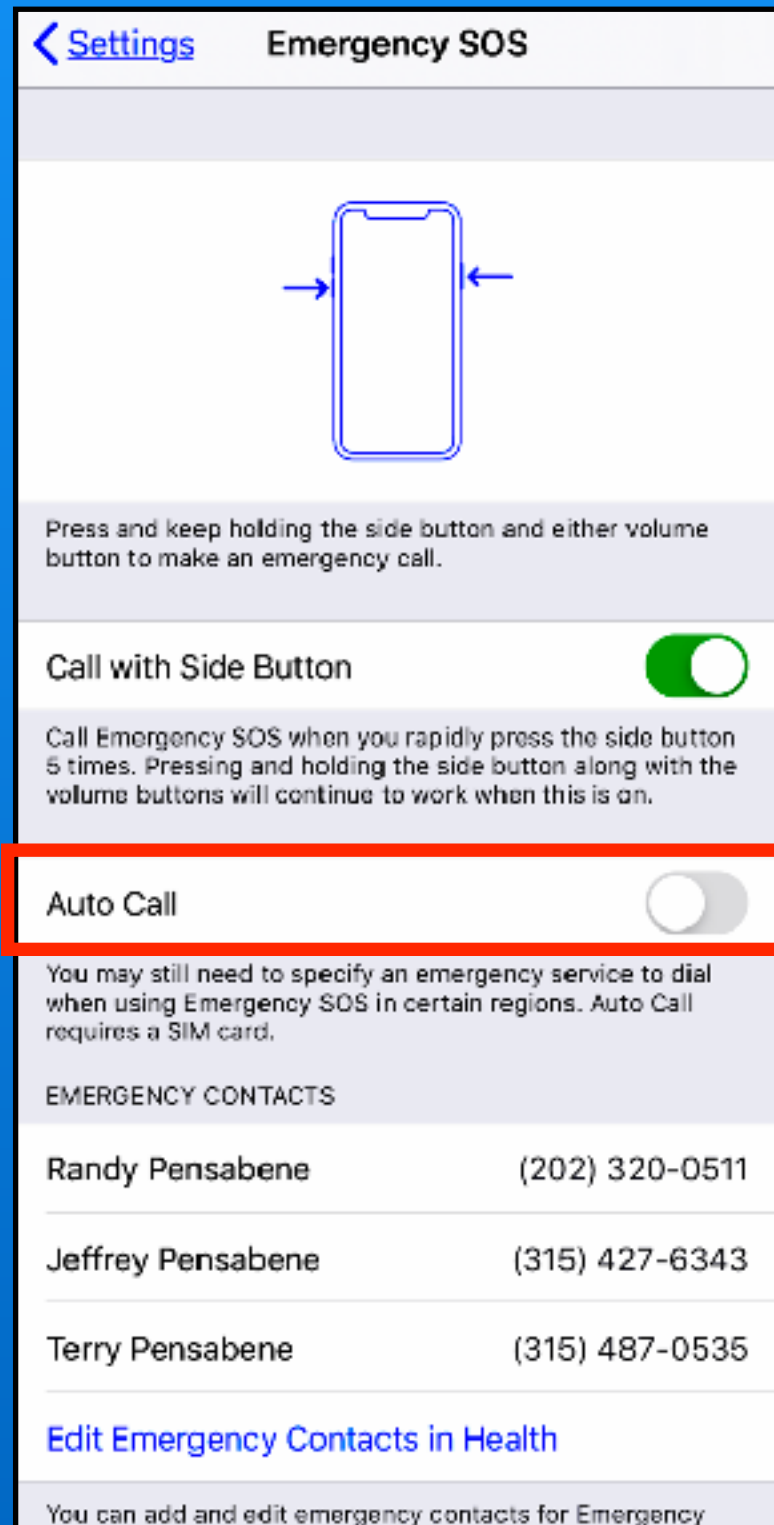 Settings Emergency SOS
Press and keep holding the side button and either volume
button to make an emergency call.
Call with Side Button
Call Emergency SOS when you rapidly press the side button
5 times. Pressing and holding the side button along with the
volume buttons will continue to work when this is on.
Auto Call
You may still need to specify an emergency service to dial
when using Emergency SOS in certain regions. Auto Call
requires a SIM card.
EMERGENCY CONTACTS
Randy Pensabene (202) 320-0511
Jeffrey Pensabene (315) 427-6343
Terry Pensabene (315) 487-0535
Edit Emergency Contacts in Health
You can add and edit emergency contacts for Emergency